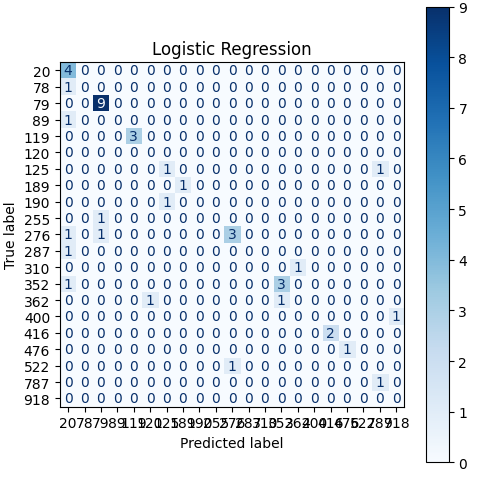 Logistic Regression
True label
20 4 0 0 0 0 0 0 0 0 0 0 0 0 0 0 0 0 0 0 0 0
78 1 0 0 0 0 0 0 0 0 0 0 0 0 0 0 0 0 0 0 0 0
79 0 0 9 0 0 0 0 0 0 0 0 0 0 0 0 0 0 0 0 0 0
89 1 0 0 0 0 0 0 0 0 0 0 0 0 0 0 0 0 0 0 0 0
119 0 0 0 0 3 0 0 0 0 0 0 0 0 0 0 0 0 0 0 0 0
120 0 0 0 0 0 0 0 0 0 0 0 0 0 0 0 0 0 0 0 0 0
125 0 0 0 0 0 0 1 0 0 0 0 0 0 0 0 0 0 0 0 1 0
189 0 0 0 0 0 0 0 1 0 0 0 0 0 0 0 0 0 0 0 0 0
190 0 0 0 0 0 0 1 0 0 0 0 0 0 0 0 0 0 0 0 0 0
255 0 0 1 0 0 0 0 0 0 0 0 0 0 0 0 0 0 0 0 0 0
276 1 0 1 0 0 0 0 0 0 0 3 0 0 0 0 0 0 0 0 0 0
287 1 0 0 0 0 0 0 0 0 0 0 0 0 0 0 0 0 0 0 0 0
310 0 0 0 0 0 0 0 0 0 0 0 0 0 0 1 0 0 0 0 0 0
352 1 0 0 0 0 0 0 0 0 0 0 0 0 3 0 0 0 0 0 0 0
362 0 0 0 0 0 1 0 0 0 0 0 0 0 1 0 0 0 0 0 0 0
400 0 0 0 0 0 0 0 0 0 0 0 0 0 0 0 0 0 0 0 0 1
416 0 0 0 0 0 0 0 0 0 0 0 0 0 0 0 0 2 0 0 0 0
476 0 0 0 0 0 0 0 0 0 0 0 0 0 0 0 0 0 1 0 0 0
522 0 0 0 0 0 0 0 0 0 0 1 0 0 0 0 0 0 0 0 0 0
787 0 0 0 0 0 0 0 0 0 0 0 0 0 0 0 0 0 0 0 1 0
918 0 0 0 0 0 0 0 0 0 0 0 0 0 0 0 0 0 0 0 0 0
20 78 79 89 119 120 125 189 190 255 276 287 310 352 362 400 416 476 522 787 918
Predicted label
9
8
7
6
5
4
3
2
1
0